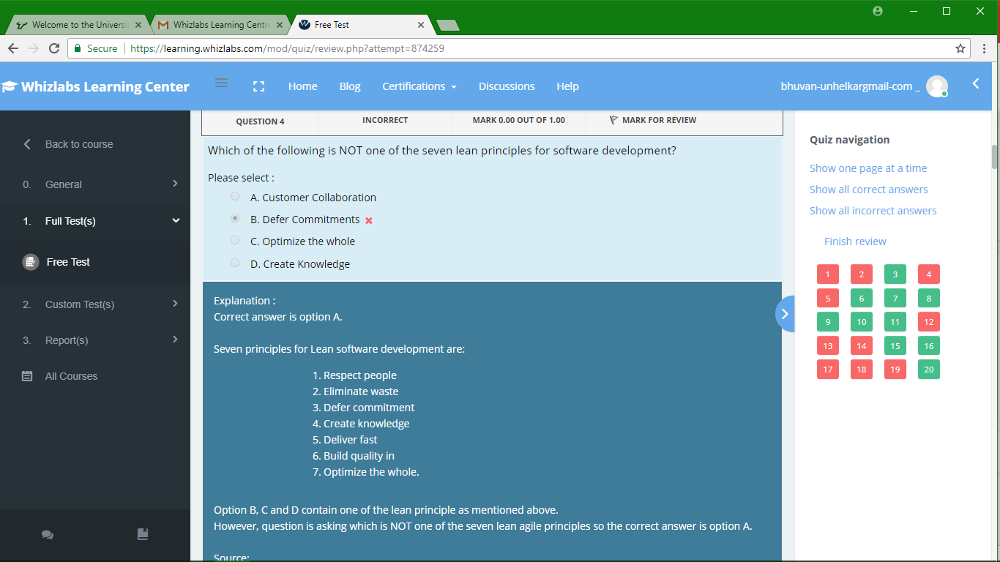 Welcome to the Universi
Whizlabs Learning Centre
Free Test
Secure | https://learning.whizlabs.com/mod/quiz/review.php?attempt=874259
Whizlabs Learning Center
Home
Blog
Certifications
Discussions
Help
bhuvan-unhelkargmail-com _
Back to course
0. General
1. Full Test(s)
Free Test
2. Custom Test(s)
3. Report(s)
All Courses
QUESTION 4
INCORRECT
MARK 0.00 OUT OF 1.00
MARK FOR REVIEW
Which of the following is NOT one of the seven lean principles for software development?
Please select :
A. Customer Collaboration
B. Defer Commitments
C. Optimize the whole
D. Create Knowledge
Explanation :
Correct answer is option A.
Seven principles for Lean software development are:
1. Respect people
2. Eliminate waste
3. Defer commitment
4. Create knowledge
5. Deliver fast
6. Build quality in
7. Optimize the whole.
Option B, C and D contain one of the lean principle as mentioned above.
However, question is asking which is NOT one of the seven lean agile principles so the correct answer is option A.
Source:
Quiz navigation
Show one page at a time
Show all correct answers
Show all incorrect answers
Finish review
1 2 3 4
5 6 7 8
9 10 11 12
13 14 15 16
17 18 19 20